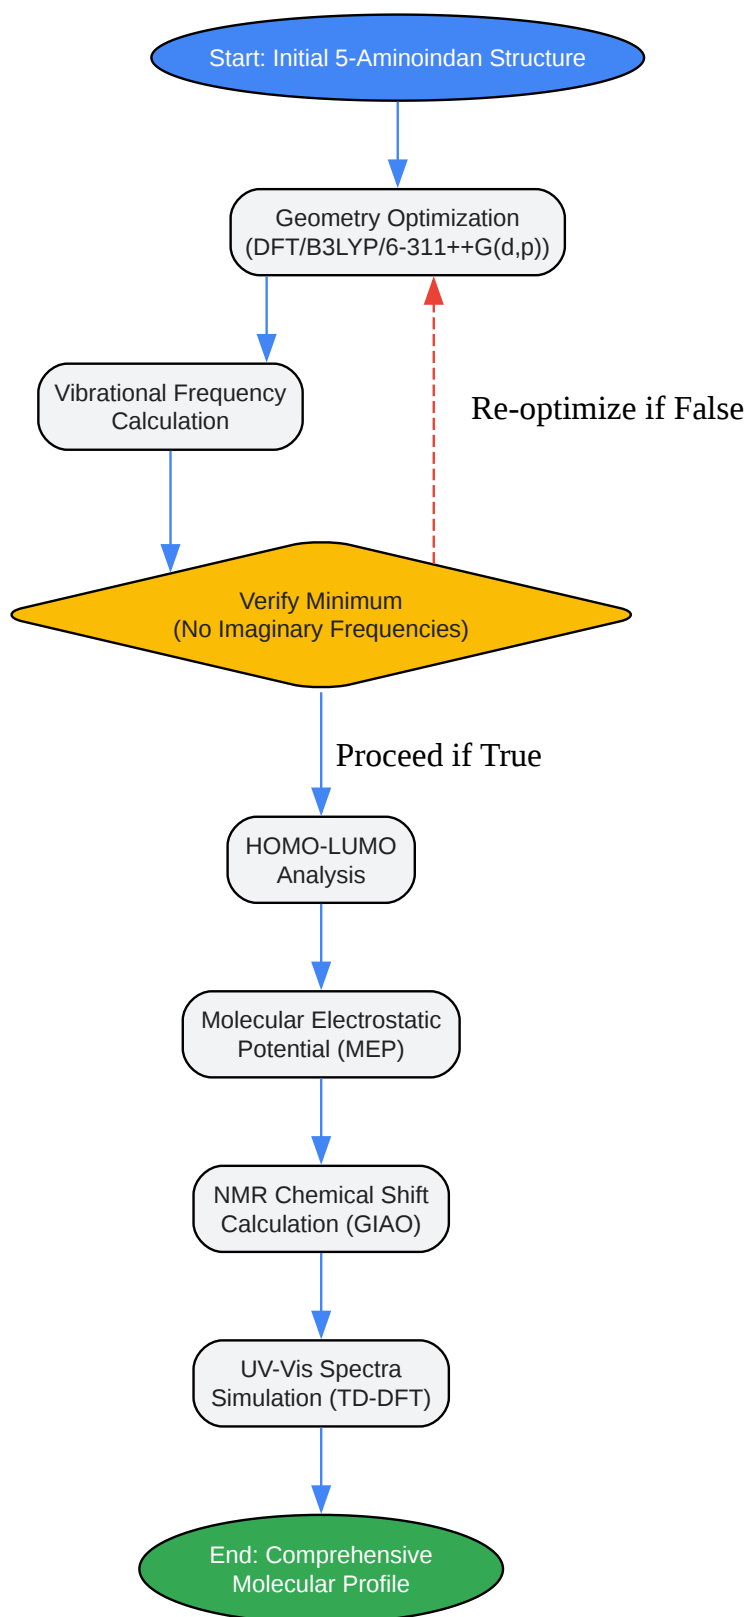 Start: Initial 5-Aminoindan Structure
Geometry Optimization
(DFT/B3LYP/6-311++G(d,p))
Vibrational Frequency
Calculation
Re-optimize if False
Verify Minimum
(No Imaginary Frequencies)
Proceed if True
HOMO-LUMO
Analysis
Molecular Electrostatic
Potential (MEP)
NMR Chemical Shift
Calculation (GIAO)
UV-Vis Spectra
Simulation (TD-DFT)
End: Comprehensive
Molecular Profile